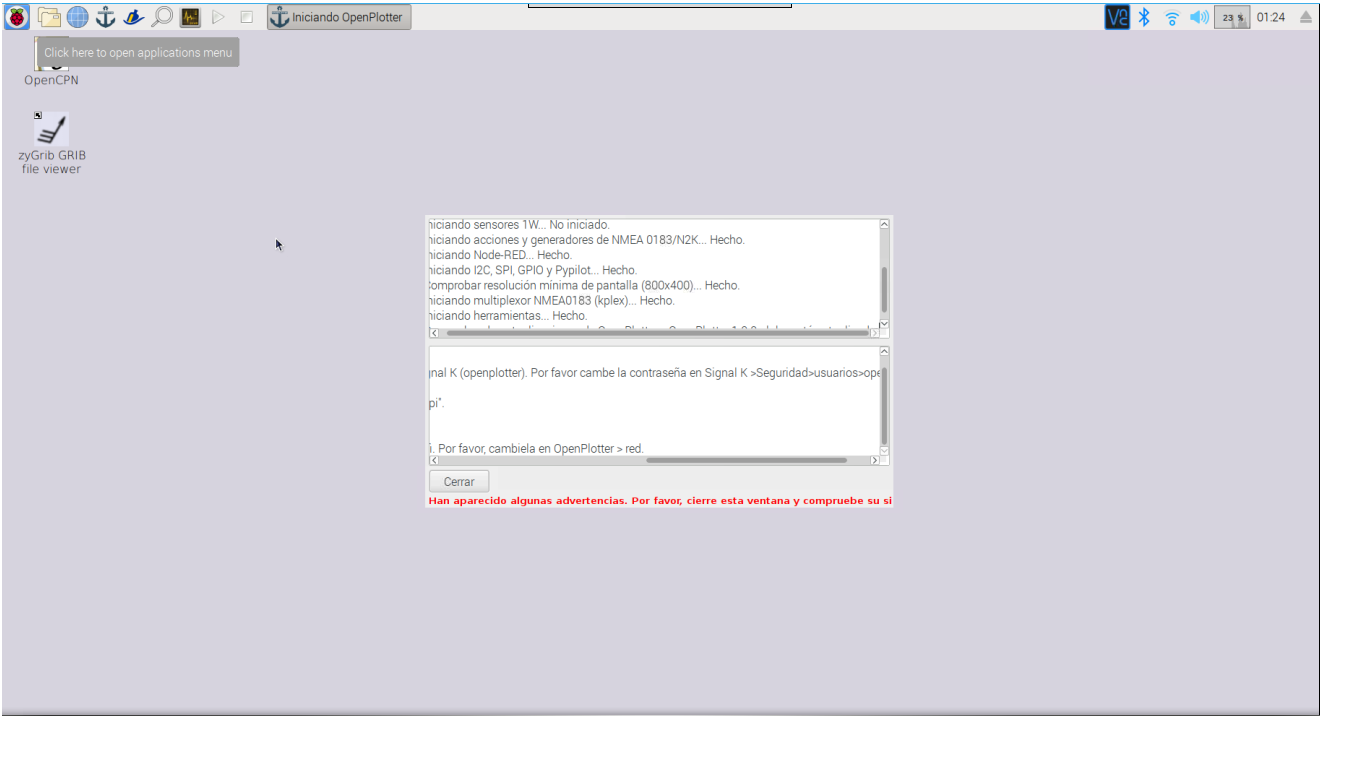 Iniciando OpenPlotter
23 %
01:24
Click here to open applications menu
OpenCPN
zyGrib GRIB
file viewer
niciando sensores 1W... No iniciado.
niciando acciones y generadores de NMEA 0183/N2K... Hecho.
niciando Node-RED... Hecho.
niciando I2C, SPI, GPIO y Pypilot... Hecho.
Comprobar resolución mínima de pantalla (800x400)... Hecho.
niciando multiplexor NMEA0183 (kplex)... Hecho.
niciando herramientas... Hecho.
gnal K (openplotter). Por favor cambe la contraseña en Signal K >Seguridad>usuarios>ope
pi".
i. Por favor, cambiela en OpenPlotter > red.
Cerrar
Han aparecido algunas advertencias. Por favor, cierre esta ventana y compruebe su si